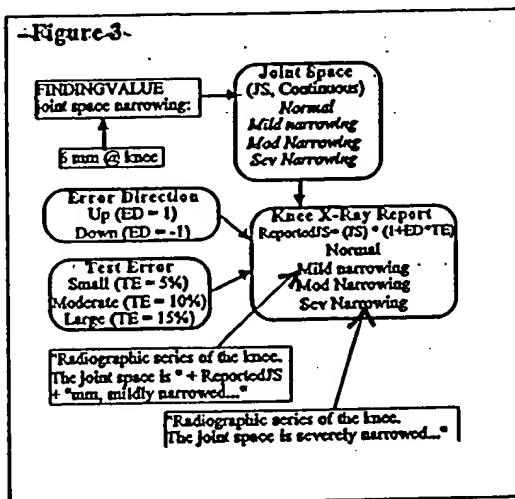 Figure 3
FINDINGVALUE
joint space narrowing:
6 mm @ knee
Joint Space
(JS, Continuous)
Normal
Mild narrowing
Mod Narrowing
Sev Narrowing
Error Direction
Up (ED = 1)
Down (ED = -1)
Test Error
Small (TE = 5%)
Moderate (TE = 10%)
Large (TE = 15%)
Knee X-Ray Report
ReportedJS= (JS) * (1+ED*TE)
Normal
Mild narrowing
Mod Narrowing
Sev Narrowing
"Radiographic series of the knee.
The joint space is " + ReportedJS
+ "mm, mildly narrowed..."
"Radiographic series of the knee.
The joint space is severely narrowed..."